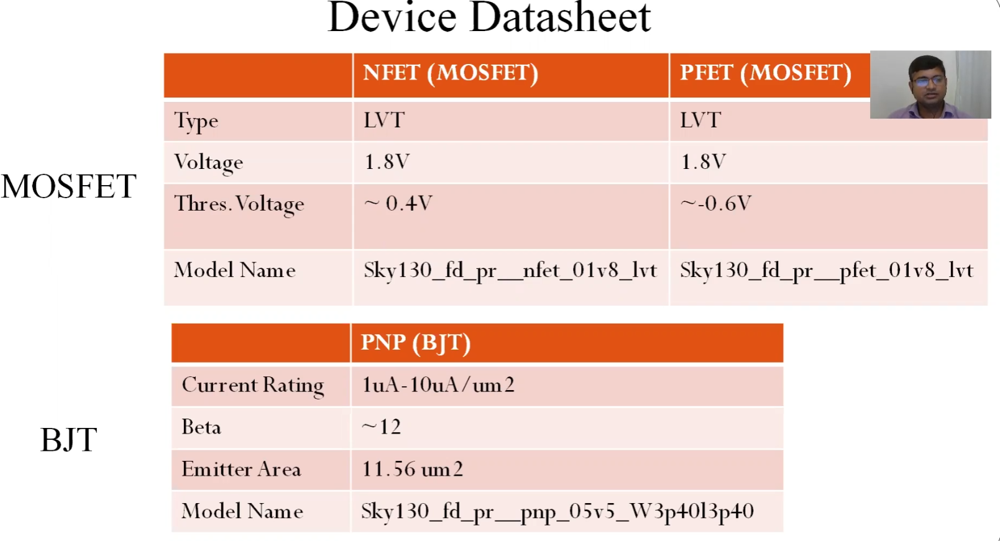 Device Datasheet
NFET (MOSFET) PFET (MOSFET)
Type LVT LVT
Voltage 1.8V 1.8V
MOSFET
Thres. Voltage ~ 0.4V ~-0.6V
Model Name Sky130_fd_pr__nfet_01v8_lvt Sky130_fd_pr__pfet_01v8_lvt
PNP (BJT)
Current Rating 1uA-10uA/um2
Beta ~12
BJT
Emitter Area 11.56 um2
Model Name Sky130_fd_pr__pnp_05v5_W3p40l3p40